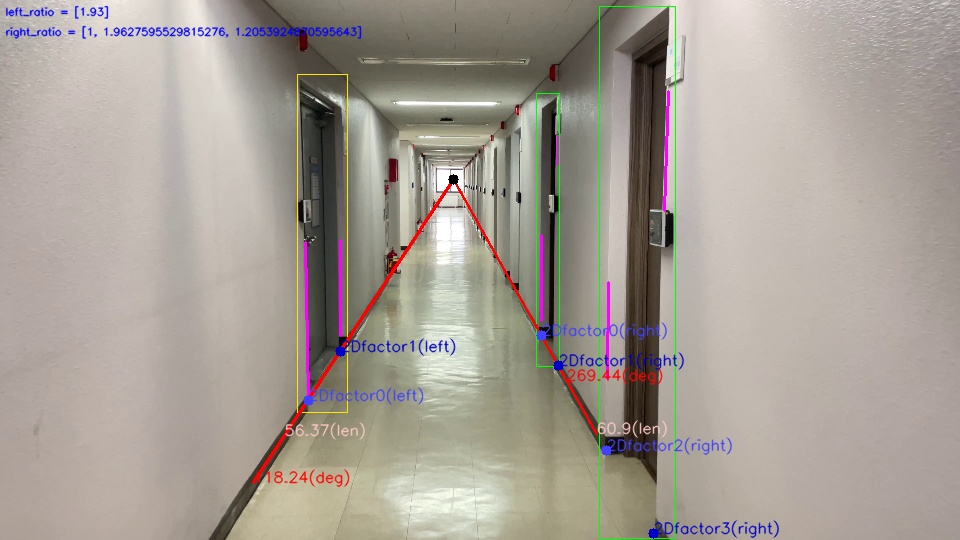 left_ratio = [1.93]
right_ratio = [1, 1.9627595529815276, 1.2053924670595643]
2Dfactor0(right)
2Dfactor1(left)
2Dfactor1(right)
269.44(deg)
2Dfactor0(left)
56.37(len)
60.9(len)
2Dfactor2(right)
18.24(deg)
2Dfactor3(right)